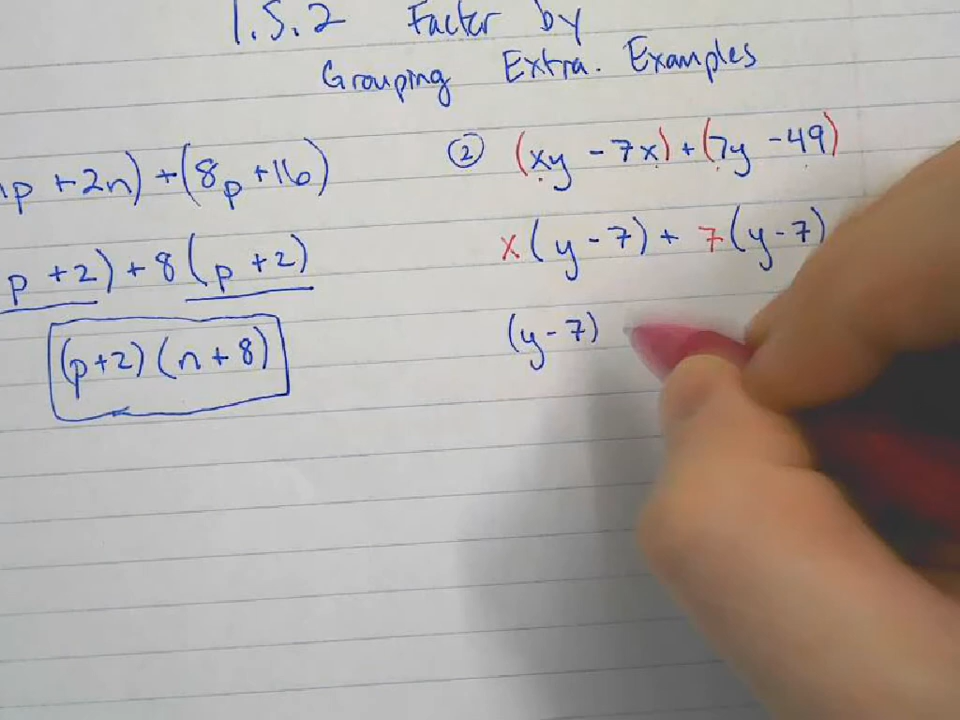 1.5.2 Factor by
Grouping Extra. Examples
p + 2n) + (8p + 16)
p + 2) + 8 (p + 2)
(p + 2) (n + 8)
② (xy - 7x) + (7y - 49)
x (y - 7) + 7 (y - 7)
(y - 7)